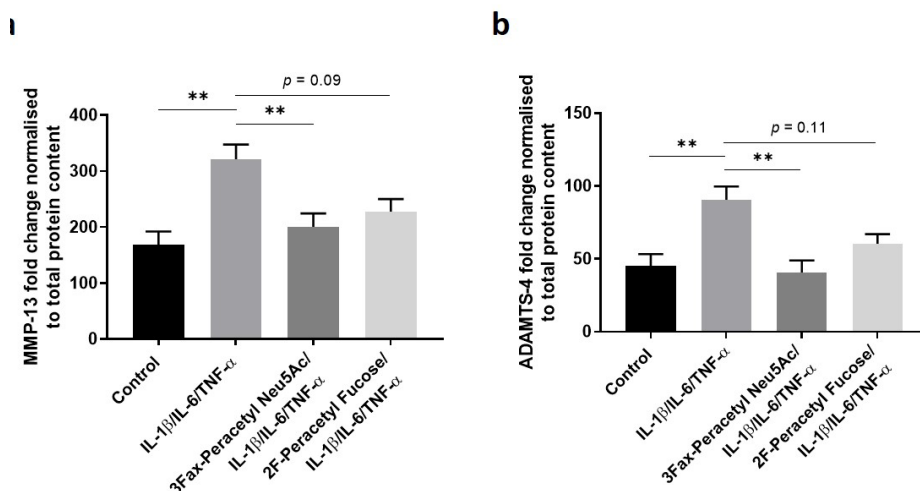 b
p = 0.09
**
**
400
300
200
100
0
MMP-13 fold change normalised
to total protein content
Control
IL-1β/IL-6/TNF-α
3Fax-Peracetyl Neu5Ac/
IL-1β/IL-6/TNF-α
2F-Peracetyl Fucose/
IL-1β/IL-6/TNF-α
p = 0.11
**
**
150
100
50
0
ADAMTS-4 fold change normalised
to total protein content
Control
IL-1β/IL-6/TNF-α
3Fax-Peracetyl Neu5Ac/
IL-1β/IL-6/TNF-α
2F-Peracetyl Fucose/
IL-1β/IL-6/TNF-α